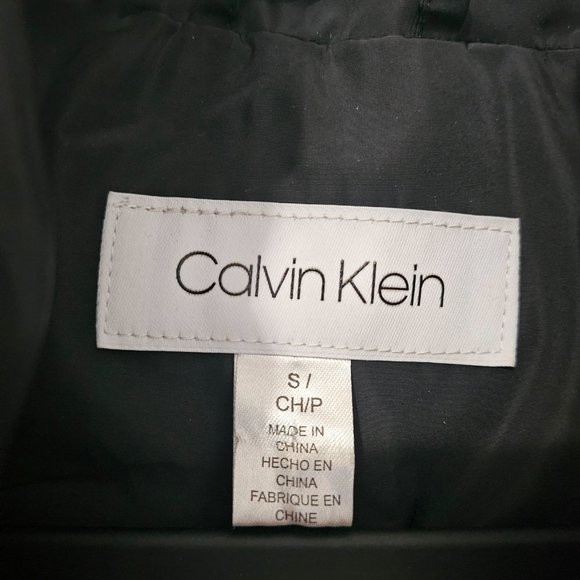 Calvin Klein
S /
CH/P
MADE IN
CHINA
HECHO EN
CHINA
FABRIQUE EN
CHINE